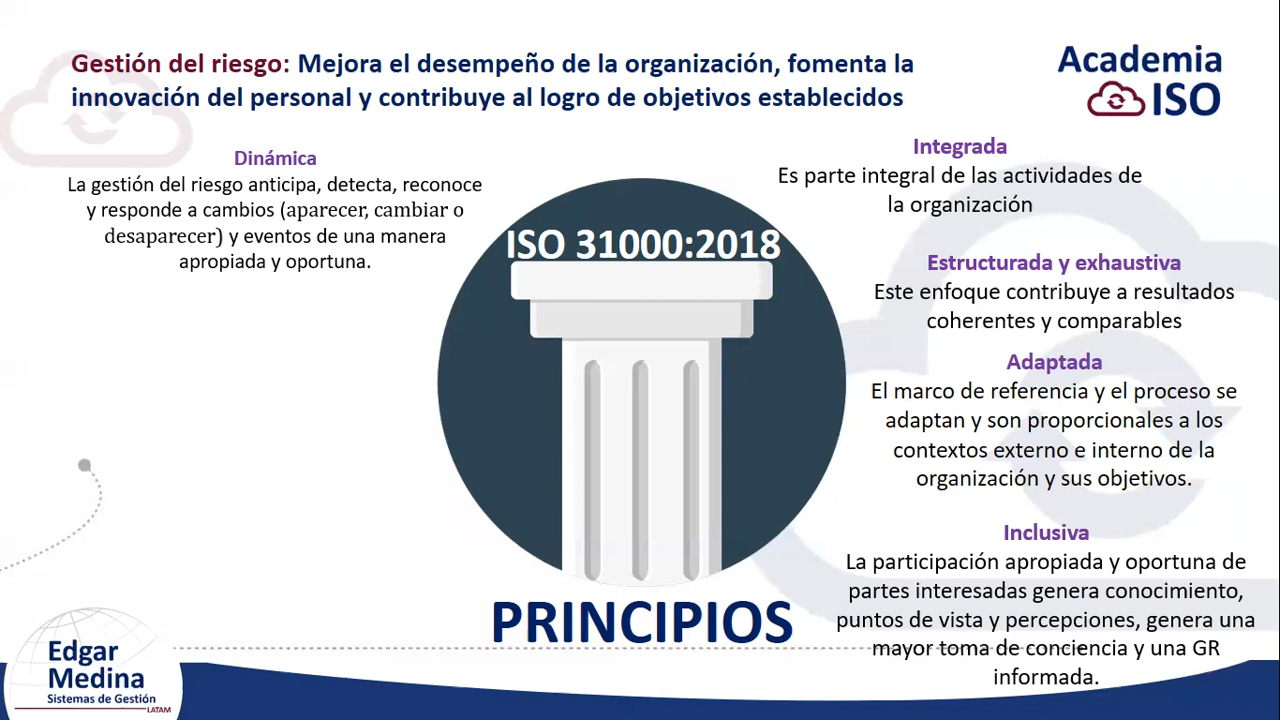 Gestión del riesgo: Mejora el desempeño de la organización, fomenta la
innovación del personal y contribuye al logro de objetivos establecidos
Academia
ISO
Dinámica
La gestión del riesgo anticipa, detecta, reconoce
y responde a cambios (aparecer, cambiar o
desaparecer) y eventos de una manera
apropiada y oportuna.
ISO 31000:2018
PRINCIPIOS
Integrada
Es parte integral de las actividades de
la organización
Estructurada y exhaustiva
Este enfoque contribuye a resultados
coherentes y comparables
Adaptada
El marco de referencia y el proceso se
adaptan y son proporcionales a los
contextos externo e interno de la
organización y sus objetivos.
Inclusiva
La participación apropiada y oportuna de
partes interesadas genera conocimiento,
puntos de vista y percepciones, genera una
mayor toma de conciencia y una GR
informada.
Edgar
Medina
Sistemas de Gestión
LATAM